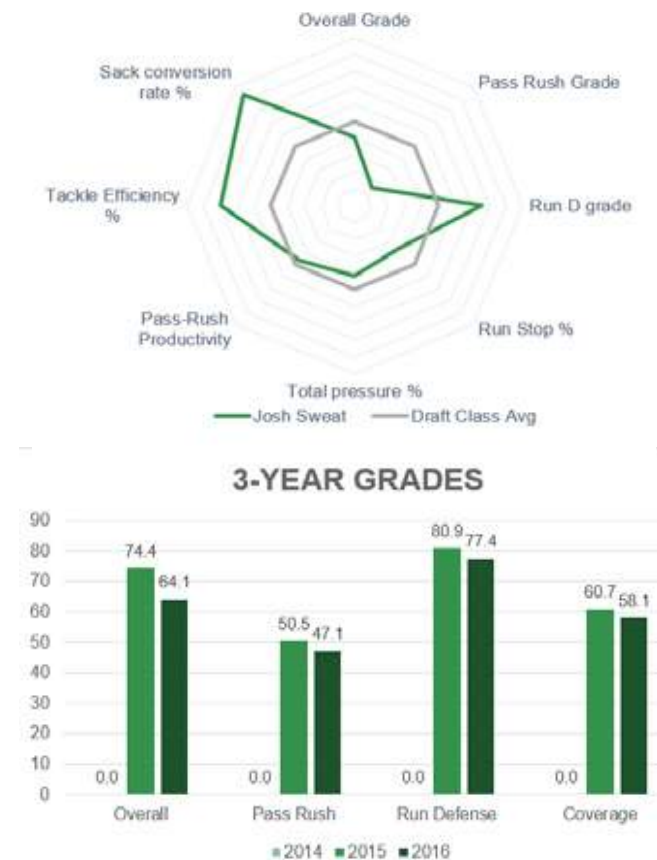 Overall Grade
Sack conversion
rate %
Pass Rush Grade
Tackle Efficiency
%
Run D grade
Pass-Rush
Productivity
Run Stop %
Total pressure %
Josh Sweat
Draft Class Avg
3-YEAR GRADES
90
80
70
60
50
40
30
20
10
0
0.0
74.4
64.1
0.0
50.5
47.1
0.0
80.9
77.4
0.0
60.7
58.1
Overall
Pass Rush
Run Defense
Coverage
2014
2015
2016